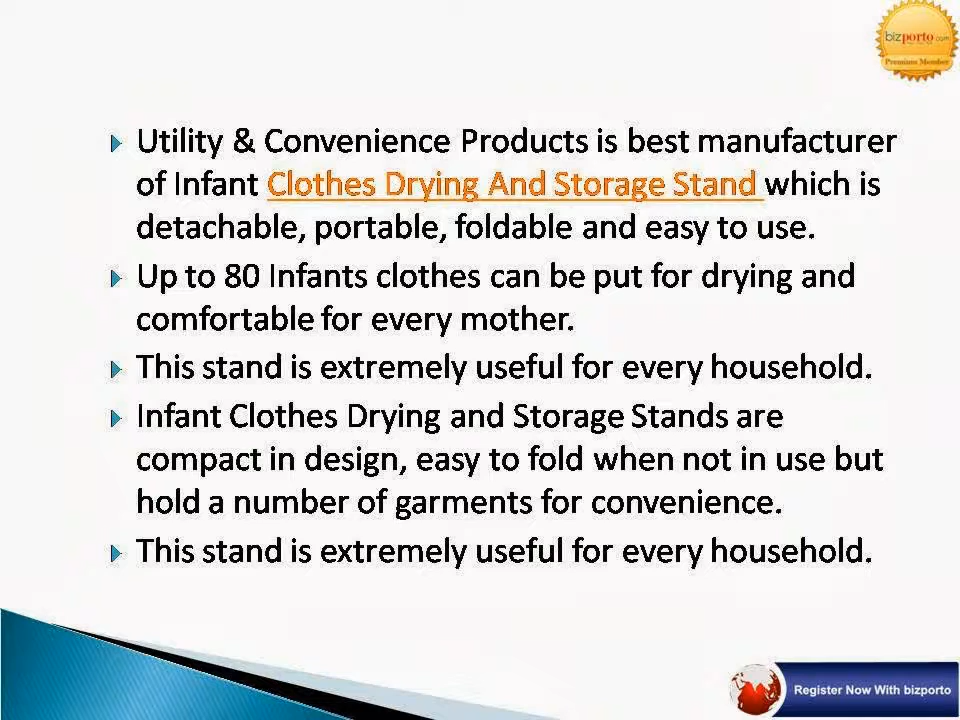 bizporto.com
Premium Member
Utility & Convenience Products is best manufacturer
of Infant Clothes Drying And Storage Stand which is
detachable, portable, foldable and easy to use.
Up to 80 Infants clothes can be put for drying and
comfortable for every mother.
This stand is extremely useful for every household.
Infant Clothes Drying and Storage Stands are
compact in design, easy to fold when not in use but
hold a number of garments for convenience.
This stand is extremely useful for every household.
Register Now With bizporto